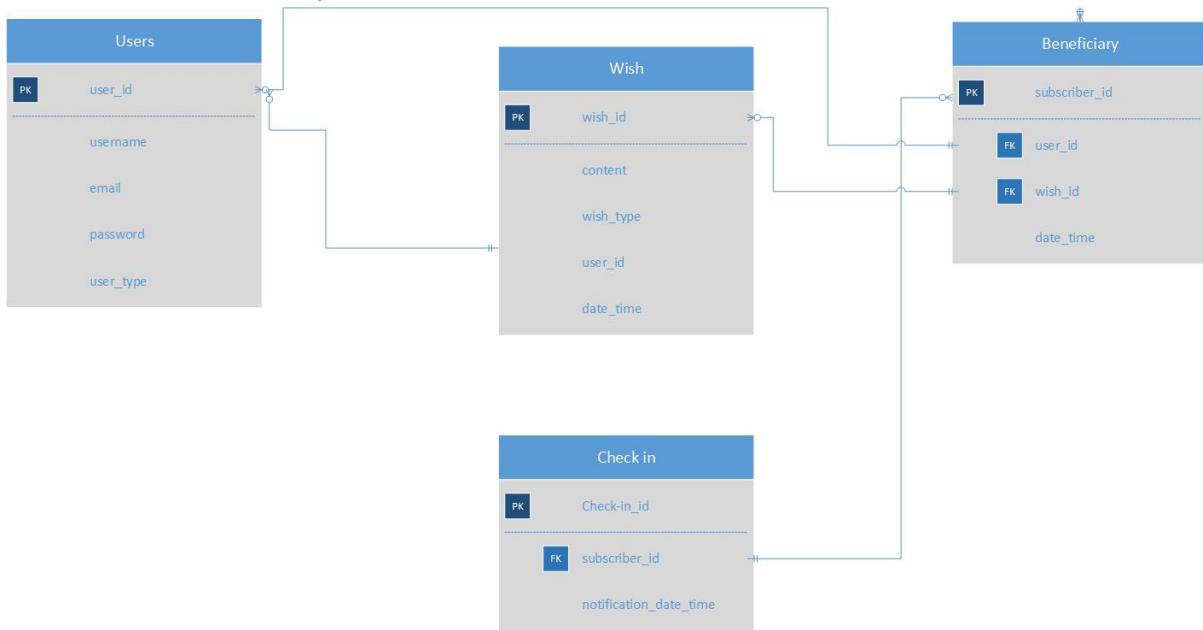 Users
PK user_id
username
email
password
user_type
Wish
PK wish_id
content
wish_type
user_id
date_time
Beneficiary
PK subscriber_id
FK user_id
FK wish_id
date_time
Check in
PK Check-in_id
FK subscriber_id
notification_date_time